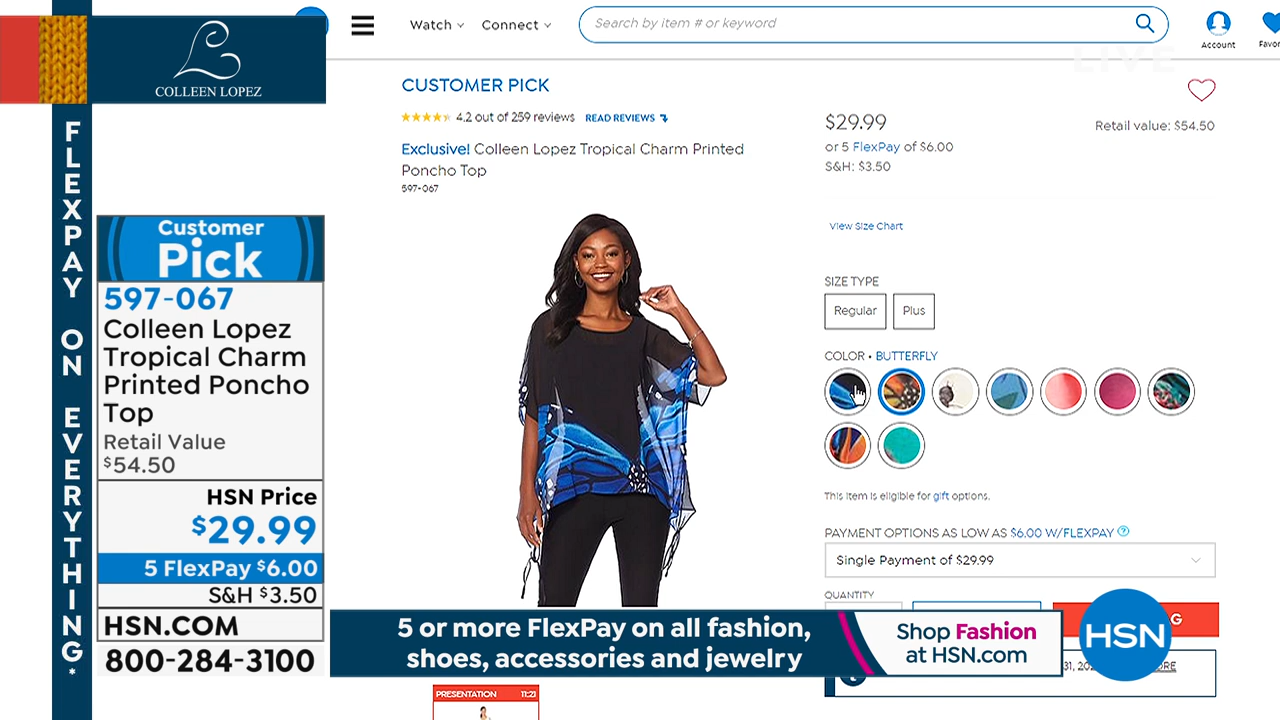 COLLEEN LOPEZ
FLEXPAY ON EVERYTHING*
Customer
Pick
597-067
Colleen Lopez
Tropical Charm
Printed Poncho
Top
Retail Value
$54.50
HSN Price
$29.99
5 FlexPay $6.00
S&H $3.50
HSN.COM
800-284-3100
Watch
Connect
Search by item # or keyword
Account
Favor
LIVE
CUSTOMER PICK
4.2 out of 259 reviews READ REVIEWS
Exclusive! Colleen Lopez Tropical Charm Printed
Poncho Top
597-067
$29.99
Retail value: $54.50
or 5 FlexPay of $6.00
S&H: $3.50
View Size Chart
SIZE TYPE
Regular
Plus
COLOR • BUTTERFLY
This item is eligible for gift options.
PAYMENT OPTIONS AS LOW AS $6.00 W/FLEXPAY ?
Single Payment of $29.99
QUANTITY
G
5 or more FlexPay on all fashion,
shoes, accessories and jewelry
Shop Fashion
at HSN.com
HSN
PRESENTATION 11:21